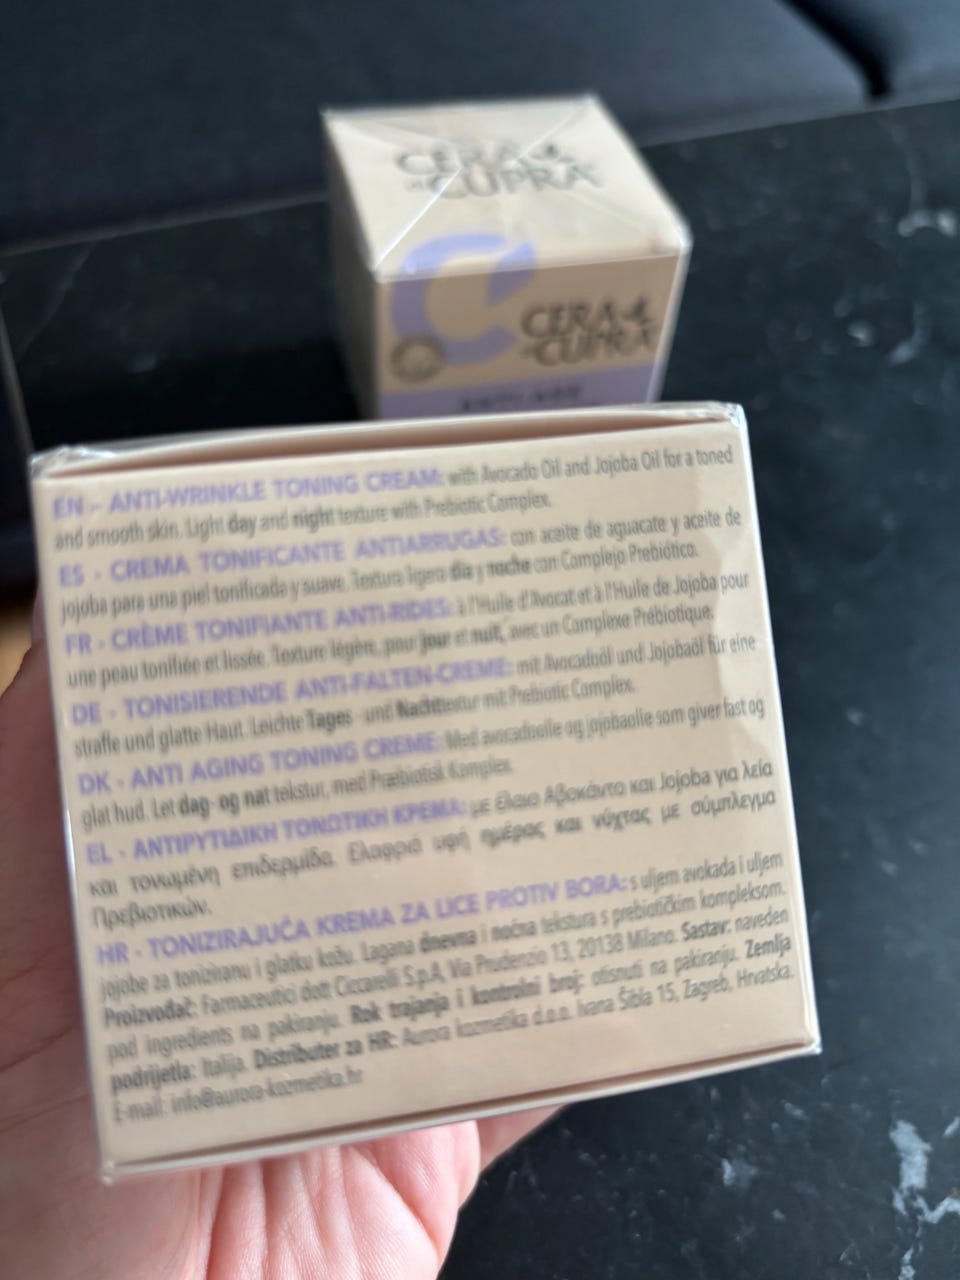 CERA di
CUPRA
C
CERA di
CUPRA
ANTI-AGE
EN - ANTI-WRINKLE TONING CREAM: with Avocado Oil and Jojoba Oil for a toned
and smooth skin. Light day and night texture with Prebiotic Complex.
ES - CREMA TONIFICANTE ANTIARRUGAS: con aceite de aguacate y aceite de
jojoba para una piel tonificada y suave. Textura ligera día y noche con Complejo Prebiótico.
FR - CRÈME TONIFIANTE ANTI-RIDES: à l'Huile d'Avocat et à l'Huile de Jojoba pour
une peau tonifiée et lissée. Texture légère, pour jour et nuit, avec un Complexe Prébiotique.
DE - TONISIERENDE ANTI-FALTEN-CREME: mit Avocadoöl und Jojobaöl für eine
straffe und glatte Haut. Leichte Tages- und Nachttextur mit Prebiotic Complex.
DK - ANTI AGING TONING CREME: Med avocadoolie og jojobaolie som giver fast og
glat hud. Let dag- og nat tekstur, med Præbiotisk Komplex.
EL - ΑΝΤΙΡΥΤΙΔΙΚΗ ΤΟΝΩΤΙΚΗ ΚΡΕΜΑ: με έλαιο Αβοκάντο και Jojoba για λεία
και τονωμένη επιδερμίδα. Ελαφριά υφή ημέρας και νύχτας με σύμπλεγμα
Πρεβιοτικών.
HR - TONIZIRAJUĆA KREMA ZA LICE PROTIV BORA: s uljem avokada i uljem
jojobe za toniziranu i glatku kožu. Lagana dnevna i noćna tekstura s prebiotičkim kompleksom.
Proizvođač: Farmaceutici dott Ciccarelli S.p.A, Via Prudenzio 13, 20138 Milano. Sastav: naveden
pod ingredients na pakiranju. Rok trajanja i kontrolni broj: otisnuti na pakiranju. Zemlja
podrijetla: Italija. Distributer za HR: Aurora kozmetika d.o.o. Ivana Šibla 15, Zagreb, Hrvatska.
E-mail: info@aurora-kozmetika.hr